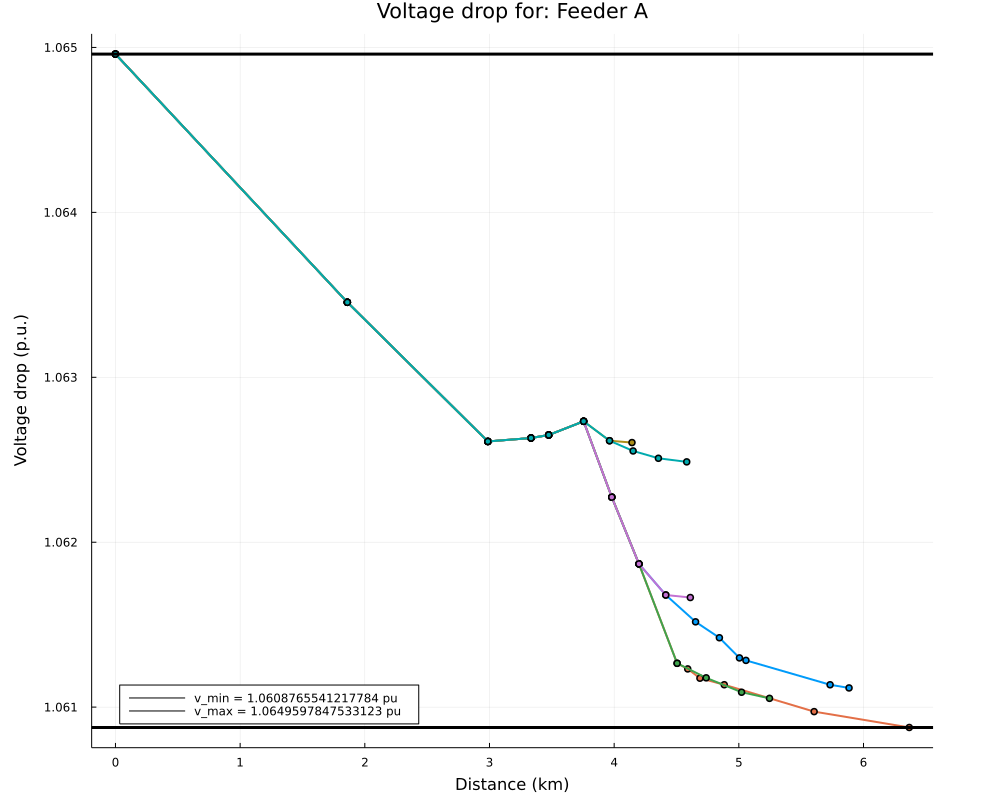 Voltage drop for: Feeder A
Voltage drop (p.u.)
1.065
1.064
1.063
1.062
1.061
v_min = 1.0608765541217784 pu
v_max = 1.0649597847533123 pu
0 1 2 3 4 5 6
Distance (km)